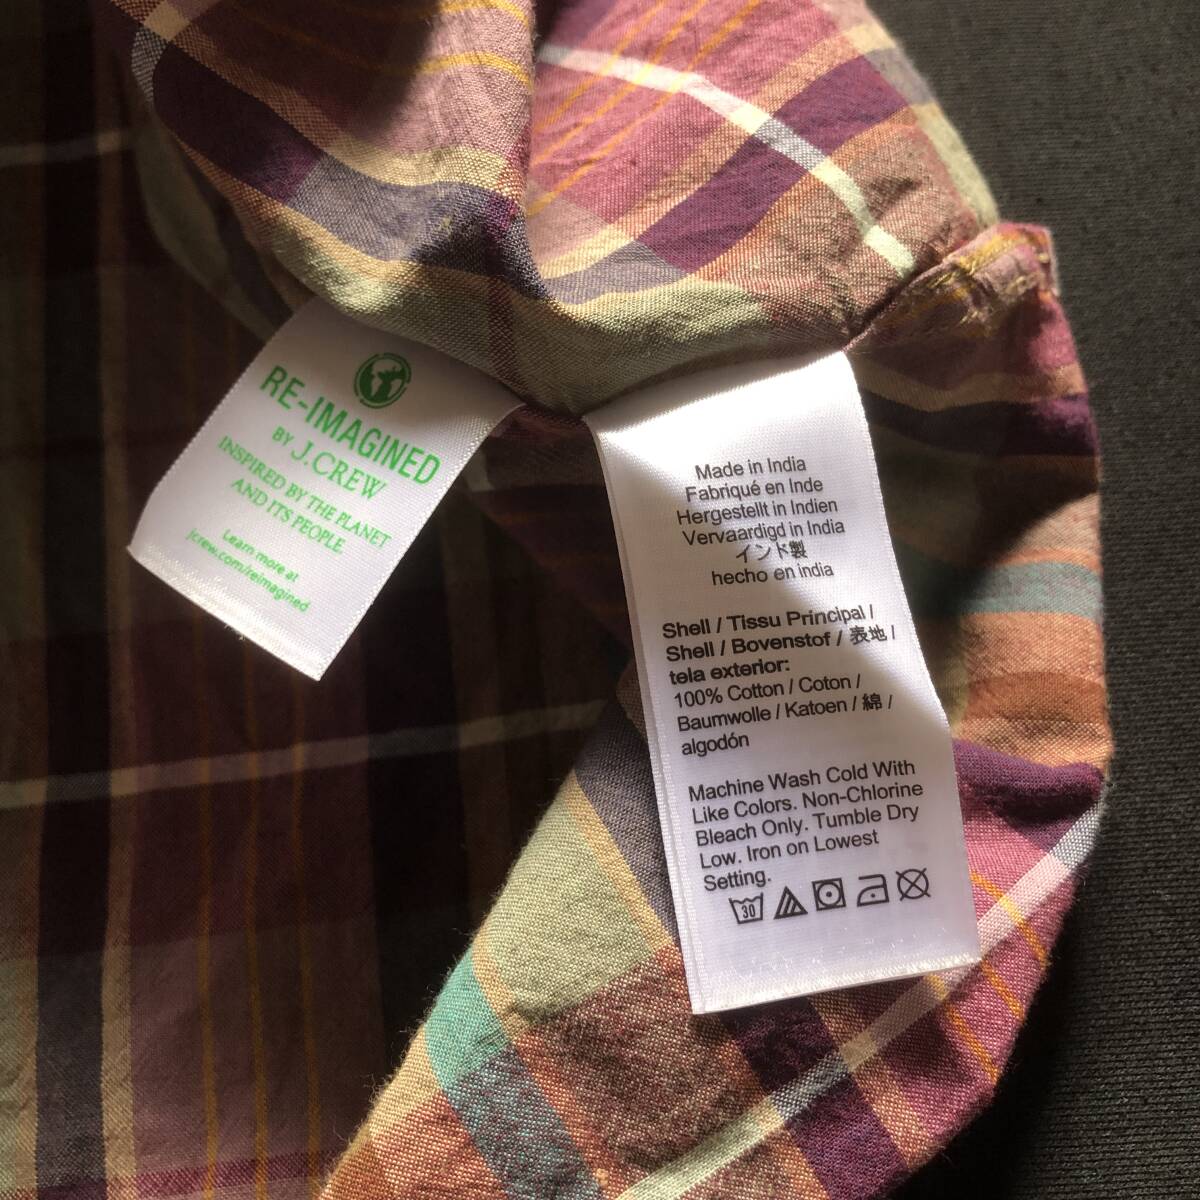 RE-IMAGINED
BY J.CREW
INSPIRED BY THE PLANET
AND ITS PEOPLE.
Learn more at
jcrew.com/reimagined
Made in India
Fabriqué en Inde
Hergestellt in Indien
Vervaardigd in India
インド製
hecho en india
Shell / Tissu Principal /
Shell / Bovenstof / 表地 /
tela exterior:
100% Cotton / Coton /
Baumwolle / Katoen / 綿 /
algodón
Machine Wash Cold With
Like Colors. Non-Chlorine
Bleach Only. Tumble Dry
Low. Iron on Lowest
Setting.
30